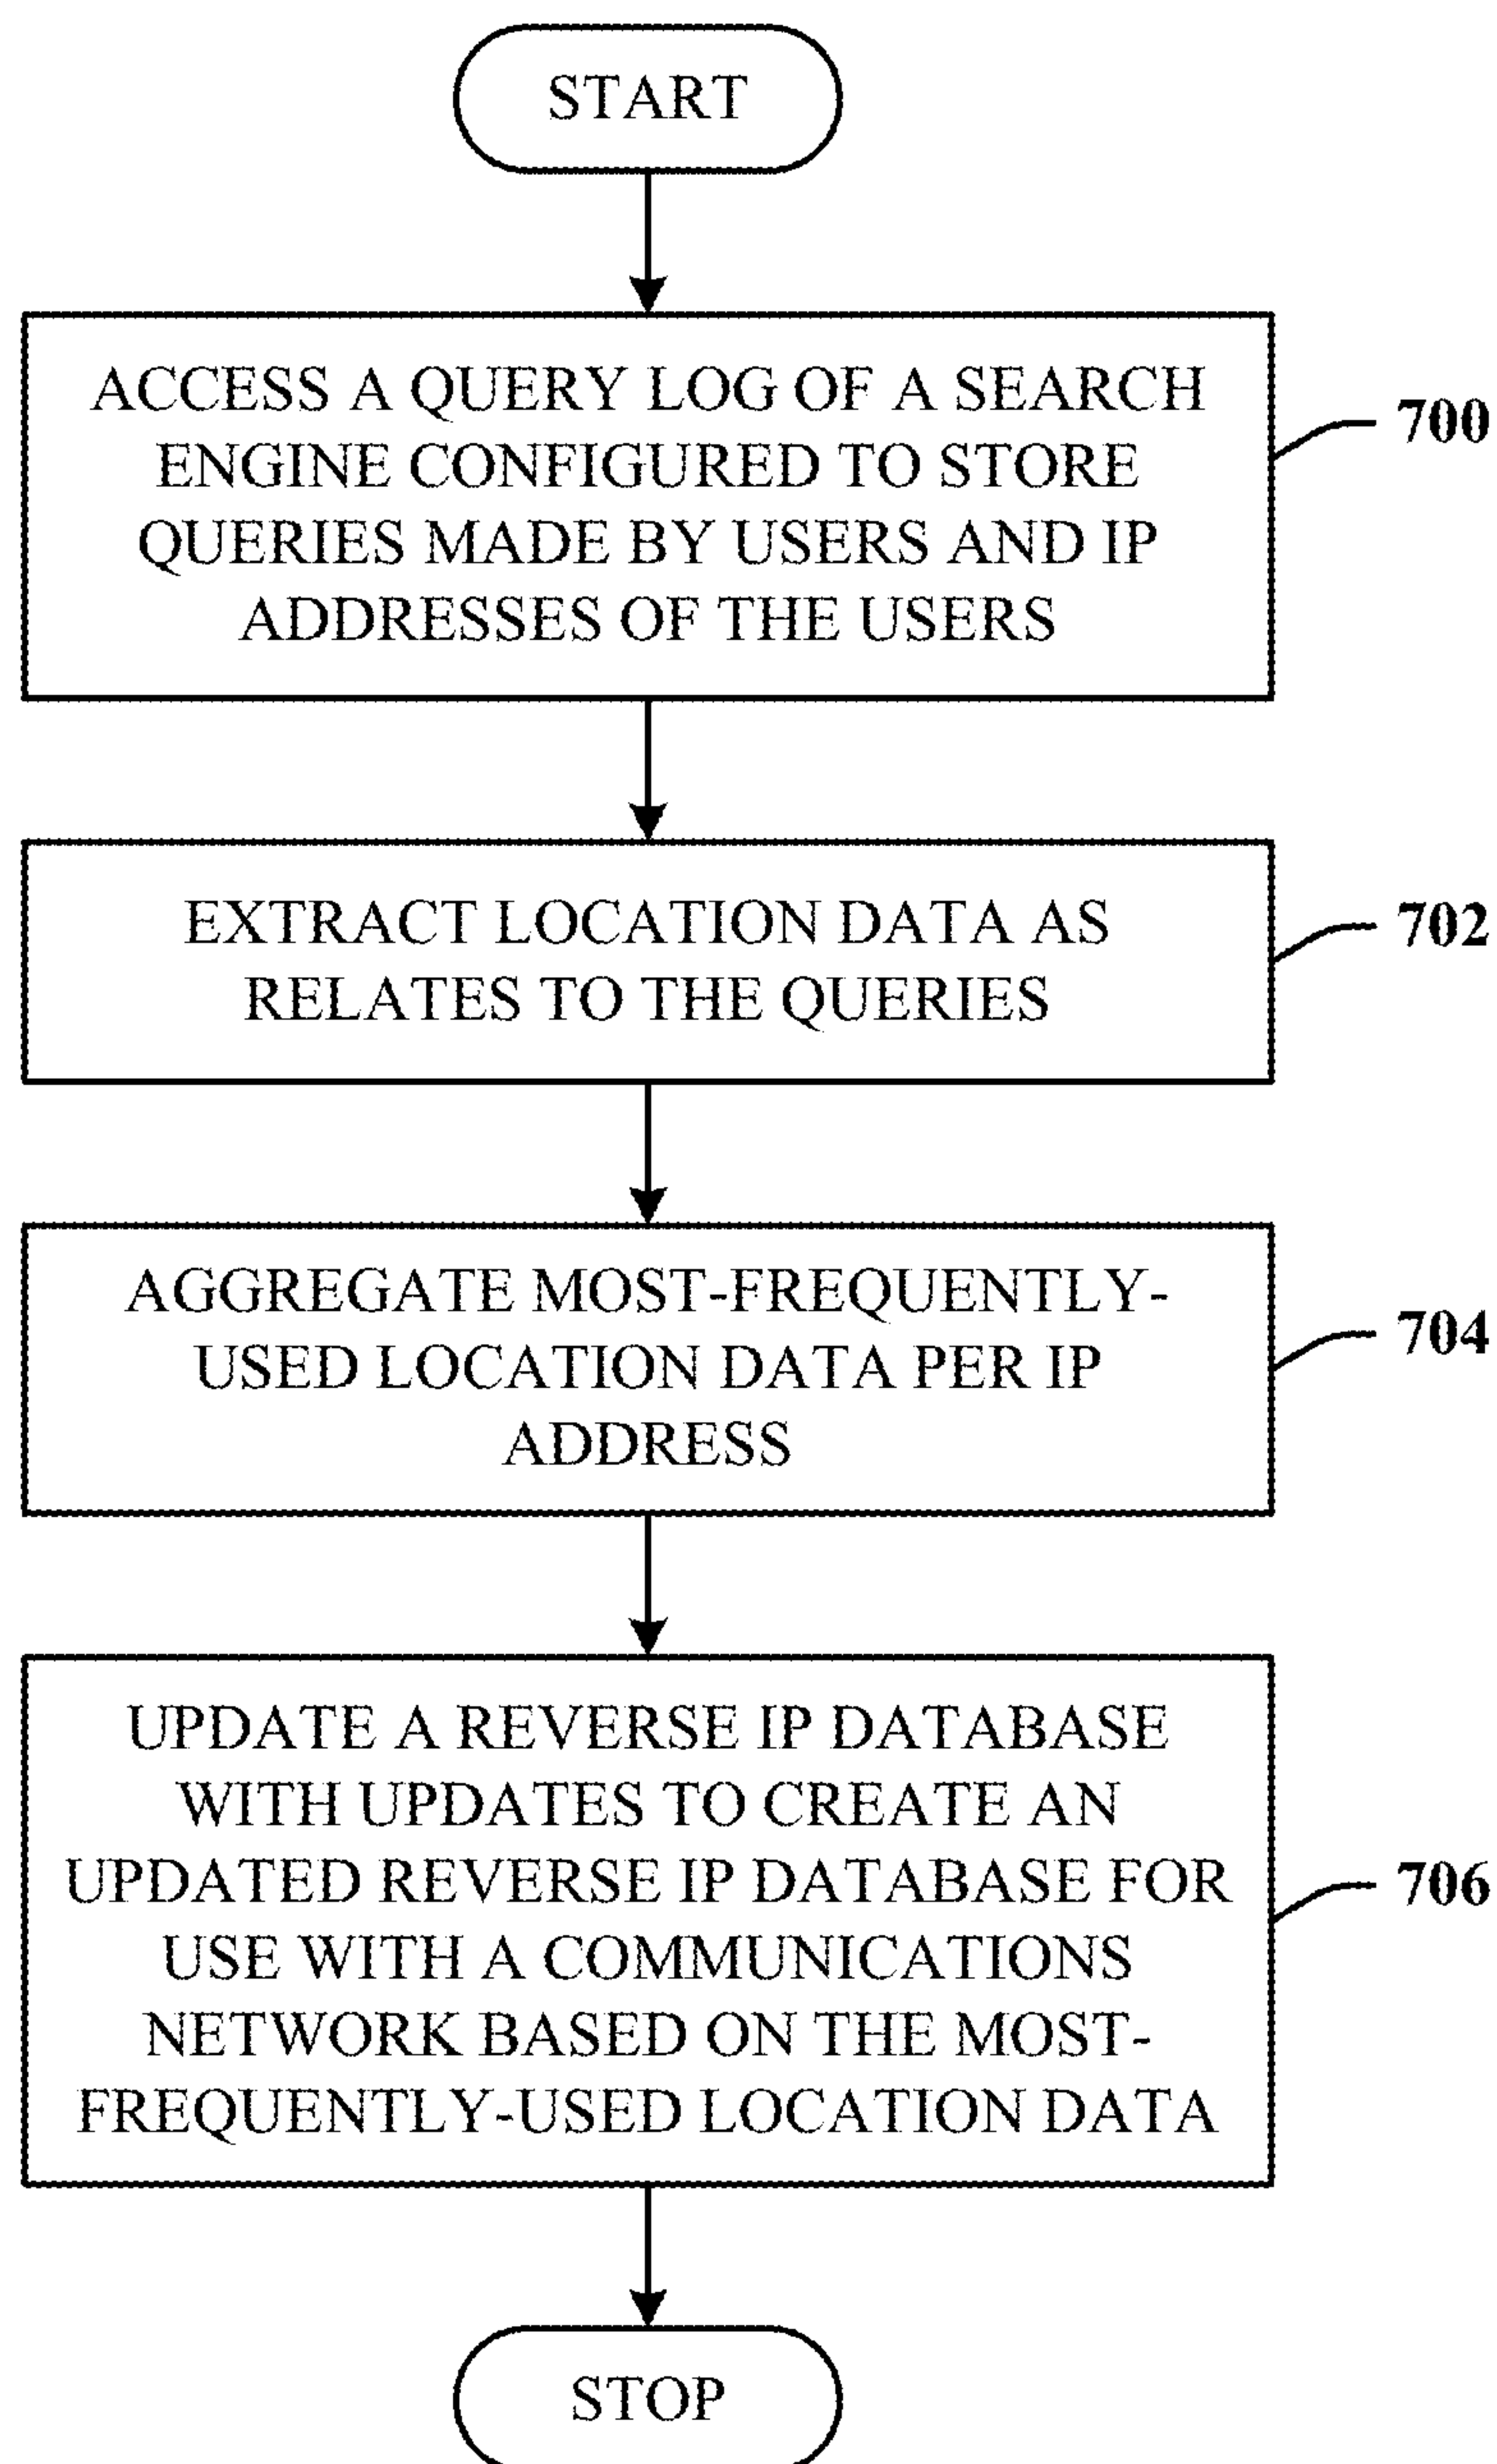 START
ACCESS A QUERY LOG OF A SEARCH
ENGINE CONFIGURED TO STORE
QUERIES MADE BY USERS AND IP
ADDRESSES OF THE USERS
700
EXTRACT LOCATION DATA AS
RELATES TO THE QUERIES
702
AGGREGATE MOST-FREQUENTLY-
USED LOCATION DATA PER IP
ADDRESS
704
UPDATE A REVERSE IP DATABASE
WITH UPDATES TO CREATE AN
UPDATED REVERSE IP DATABASE FOR
USE WITH A COMMUNICATIONS
NETWORK BASED ON THE MOST-
FREQUENTLY-USED LOCATION DATA
706
STOP